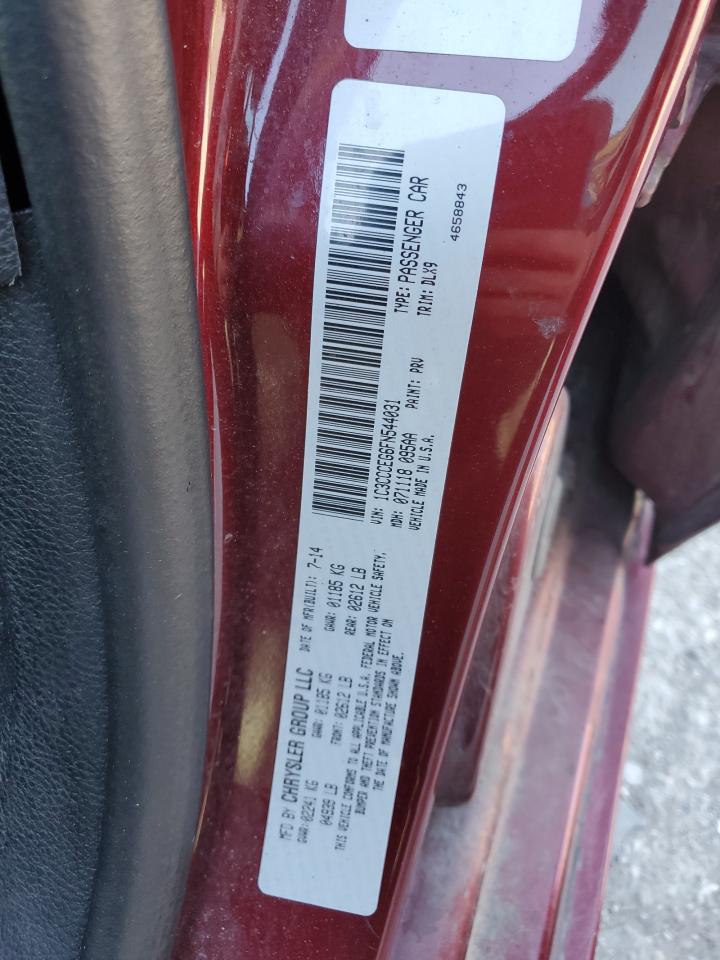 MFD BY CHRYSLER GROUP LLC DATE OF MFR(BUILT): 7-14
GVWR: 02241 KG GAWR: 01185 KG GAWR: 01185 KG
04939 LB FRONT: 02612 LB REAR: 02612 LB
THIS VEHICLE CONFORMS TO ALL APPLICABLE U.S.A. FEDERAL MOTOR VEHICLE SAFETY,
BUMPER AND THEFT PREVENTION STANDARDS IN EFFECT ON
THE DATE OF MANUFACTURE SHOWN ABOVE.
VIN: 1C3CCCEG6FN544031 TYPE: PASSENGER CAR
MDH: 071118 095AA PAINT: PRV TRIM: DLX9
VEHICLE MADE IN U.S.A.
4658843